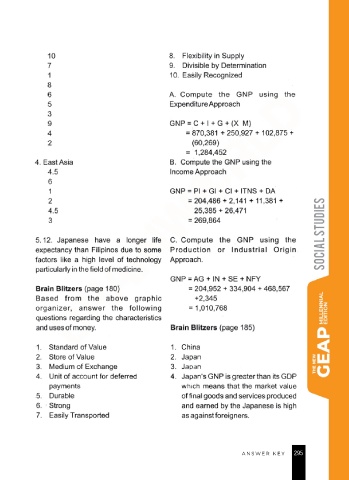 10
7
1
8
6
5
3
9
4
2
4. East Asia
4.5
6
1
2
4.5
3
5.12. Japanese have a longer life
expectancy than Filipinos due to some
factors like a high level of technology
particularly in the field of medicine.
Brain Blitzers (page 180)
Based from the above graphic
organizer, answer the following
questions regarding the characteristics
and uses of money.
1. Standard of Value
2. Store of Value
3. Medium of Exchange
4. Unit of account for deferred
payments
5. Durable
6. Strong
7. Easily Transported
8. Flexibility in Supply
9. Divisible by Determination
10. Easily Recognized
A. Compute the GNP using the
Expenditure Approach
GNP = C + I + G + (X M)
= 870,381 + 250,927 + 102,875 +
(60,269)
= 1,284,452
B. Compute the GNP using the
Income Approach
GNP = PI + GI + CI + ITNS + DA
= 204,486 + 2,141 + 11,381 +
25,385 + 26,471
= 269,864
C. Compute the GNP using the
Production or Industrial Origin
Approach.
GNP = AG + IN + SE + NFY
= 204,952 + 334,904 + 468,567
+2,345
= 1,010,768
Brain Blitzers (page 185)
1. China
2. Japan
3. Japan
4. Japan's GNP is greater than its GDP
which means that the market value
of final goods and services produced
and earned by the Japanese is high
as against foreigners.
SOCIAL STUDIES
THE NEW
GEAP MILLENNIAL
EDITION
ANSWER KEY 295